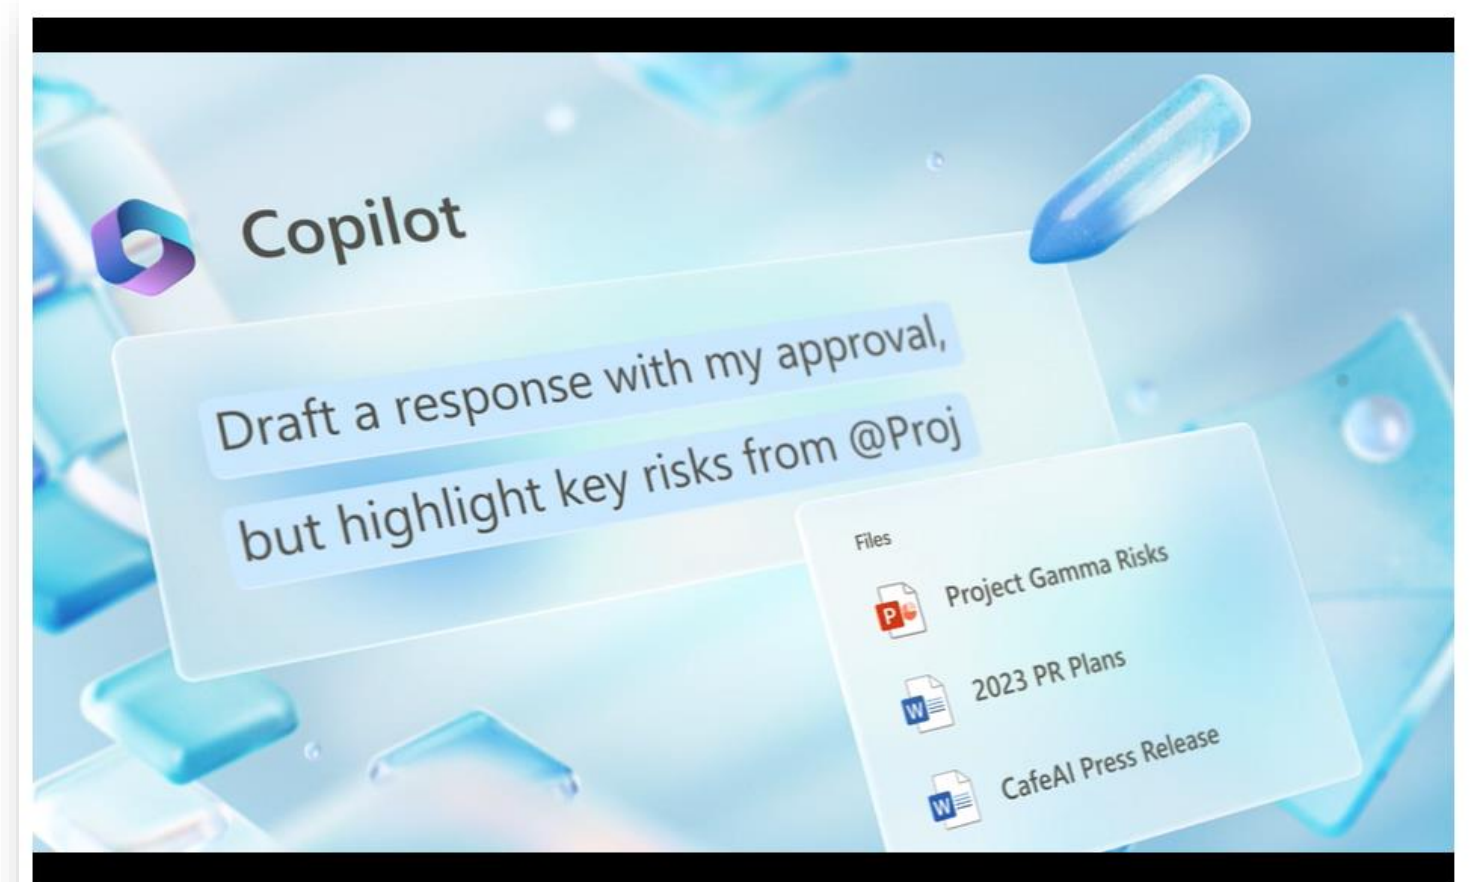 Copilot
Draft a response with my approval,
but highlight key risks from @Proj
Files
Project Gamma Risks
2023 PR Plans
CafeAI Press Release